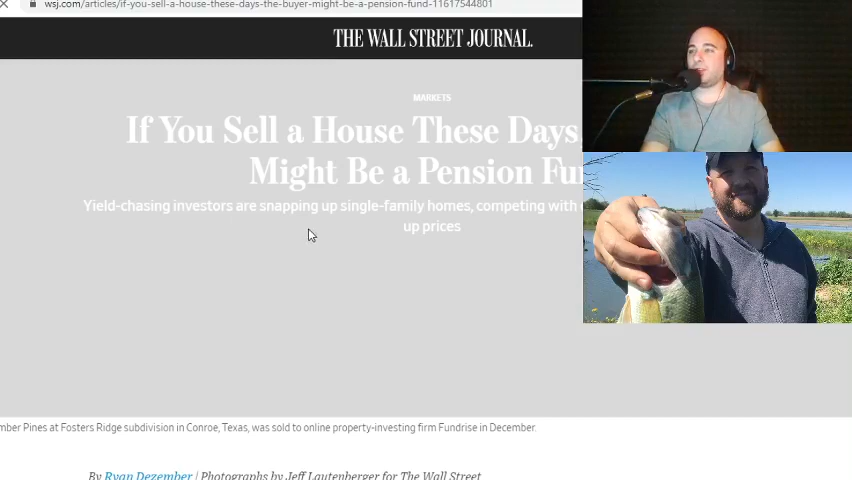 wsj.com/articles/if-you-sell-a-house-these-days-the-buyer-might-be-a-pension-fund-11617544801
THE WALL STREET JOURNAL.
MARKETS
If You Sell a House These Days,
Might Be a Pension Fu
Yield-chasing investors are snapping up single-family homes, competing with
up prices
mber Pines at Fosters Ridge subdivision in Conroe, Texas, was sold to online property-investing firm Fundrise in December.
By Ryan Dezember | Photographs by Jeff Lautenberger for The Wall Street